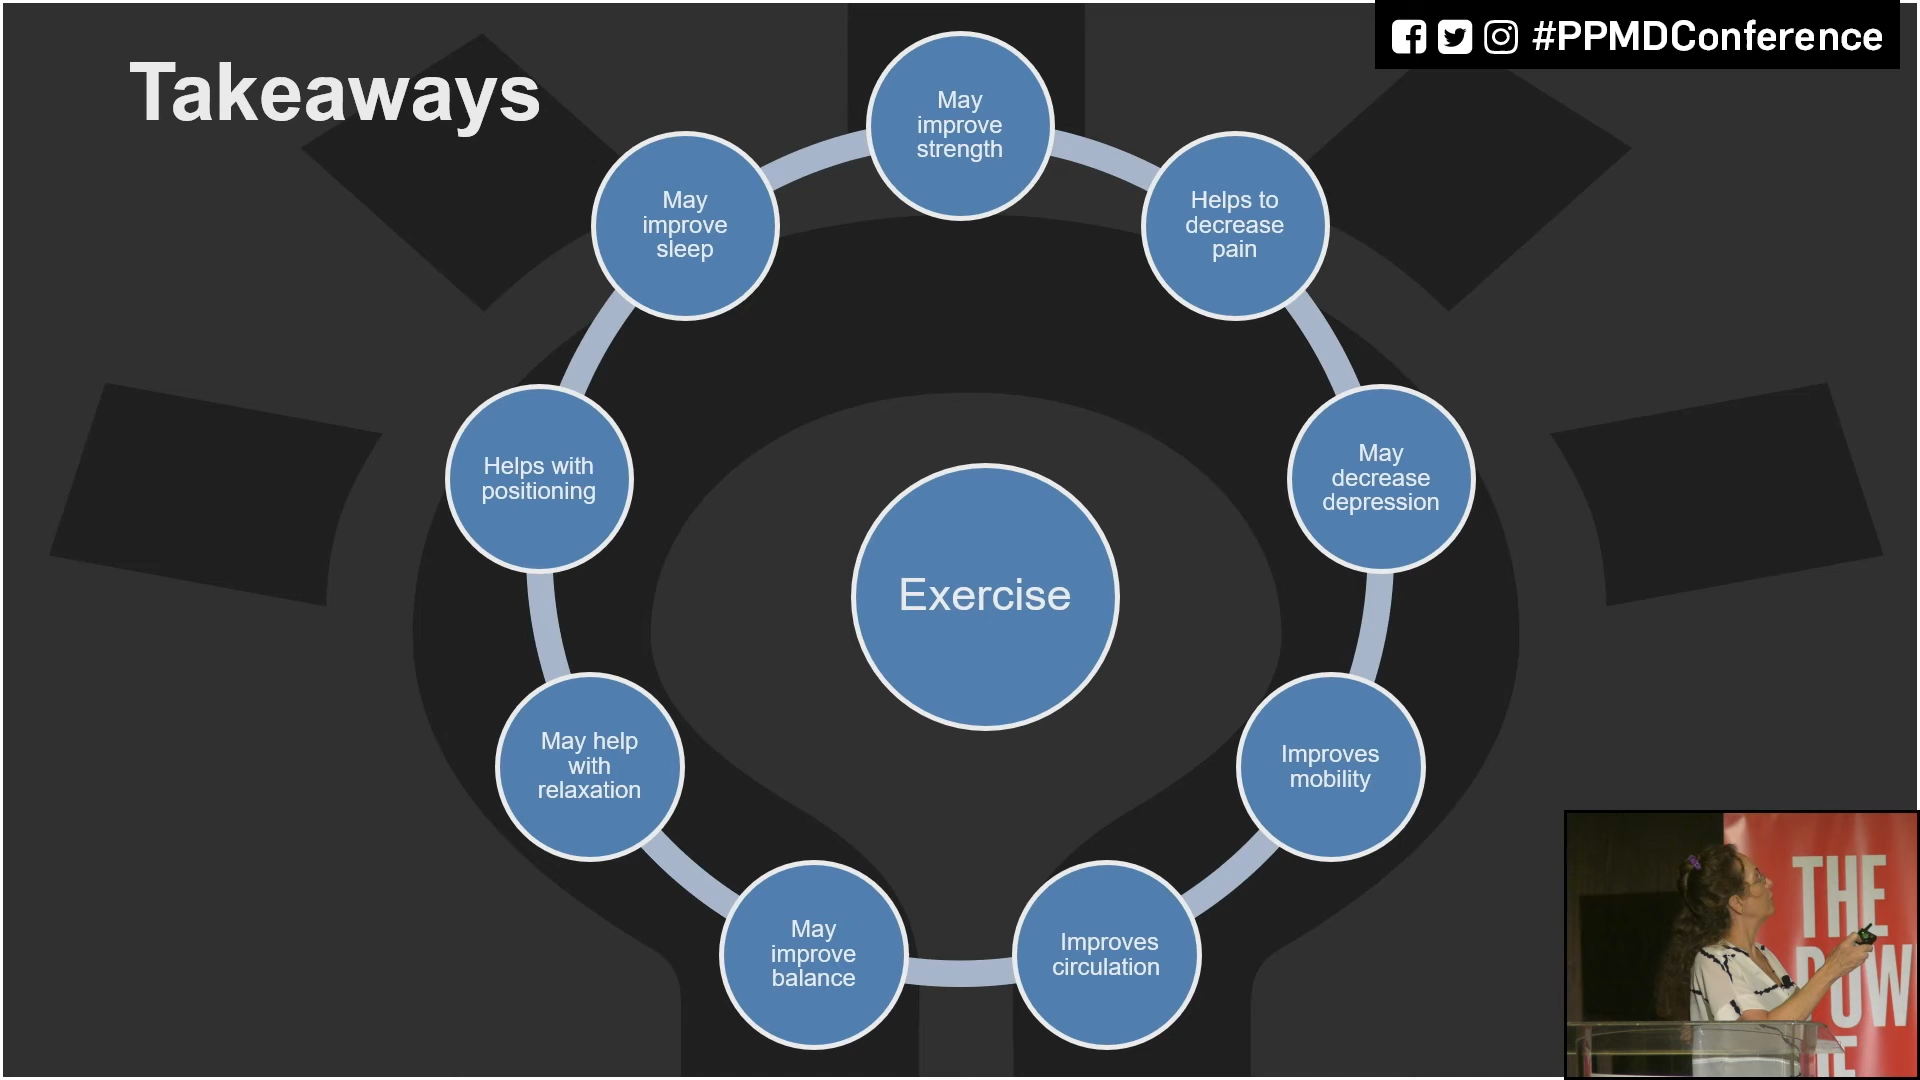 #PPMDConference
Takeaways
May
improve
strength
Helps to
decrease
pain
May
decrease
depression
Improves
mobility
Improves
circulation
May
improve
balance
May help
with
relaxation
Helps with
positioning
May
improve
sleep
Exercise
THE